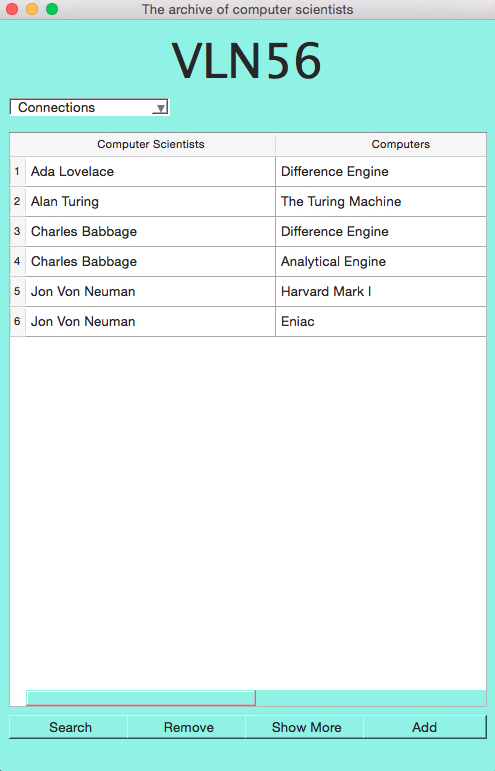 The archive of computer scientists
VLN56
Connections
Computer Scientists Computers
1 Ada Lovelace Difference Engine
2 Alan Turing The Turing Machine
3 Charles Babbage Difference Engine
4 Charles Babbage Analytical Engine
5 Jon Von Neuman Harvard Mark I
6 Jon Von Neuman Eniac
Search Remove Show More Add